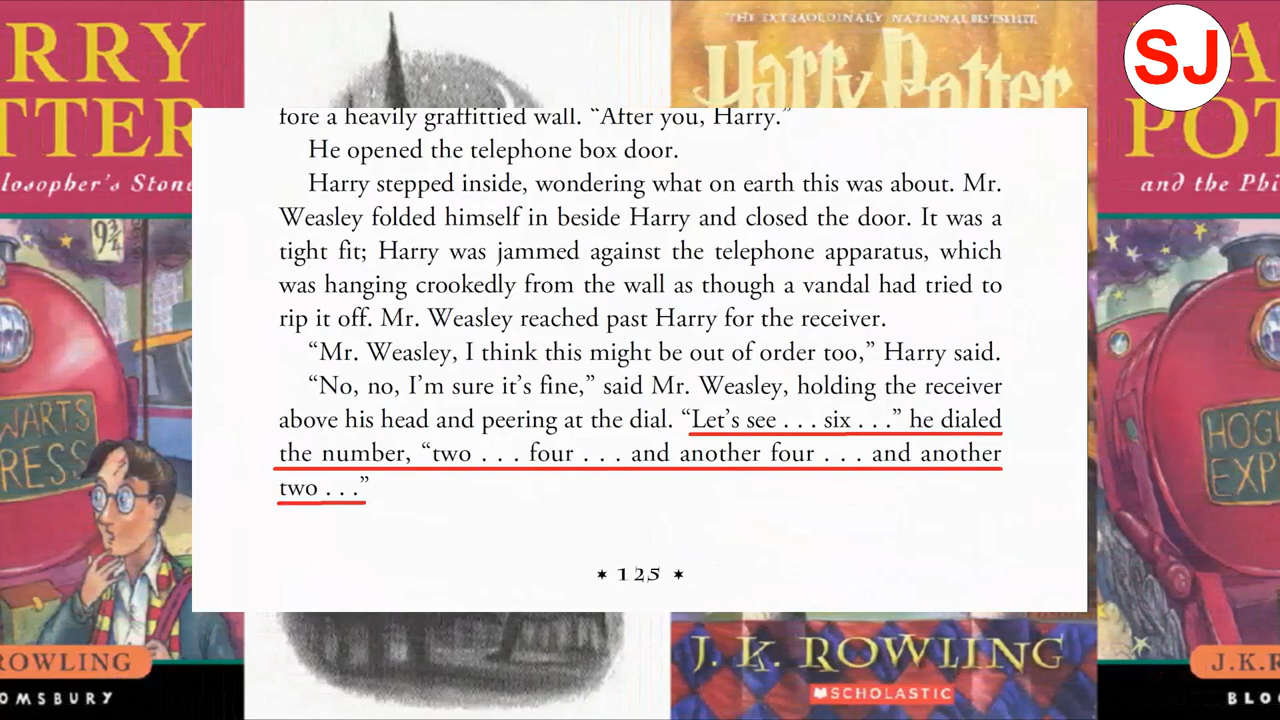 RRY
TTER
losopher's Stone
9¾
WARTS
RESS
ROWLING
OMSBURY
THE EXTRAORDINARY NATIONAL BESTSELLER
Harry Potter
SJ
A
POT
and the Phi
HOG
EXP
J.K.R
BLOO
fore a heavily graffittied wall. “After you, Harry.”
He opened the telephone box door.
Harry stepped inside, wondering what on earth this was about. Mr.
Weasley folded himself in beside Harry and closed the door. It was a
tight fit; Harry was jammed against the telephone apparatus, which
was hanging crookedly from the wall as though a vandal had tried to
rip it off. Mr. Weasley reached past Harry for the receiver.
“Mr. Weasley, I think this might be out of order too,” Harry said.
“No, no, I’m sure it’s fine,” said Mr. Weasley, holding the receiver
above his head and peering at the dial. “Let’s see . . . six . . .” he dialed
the number, “two . . . four . . . and another four . . . and another
two . . .”
★ 125 ★
J. K. ROWLING
SCHOLASTIC